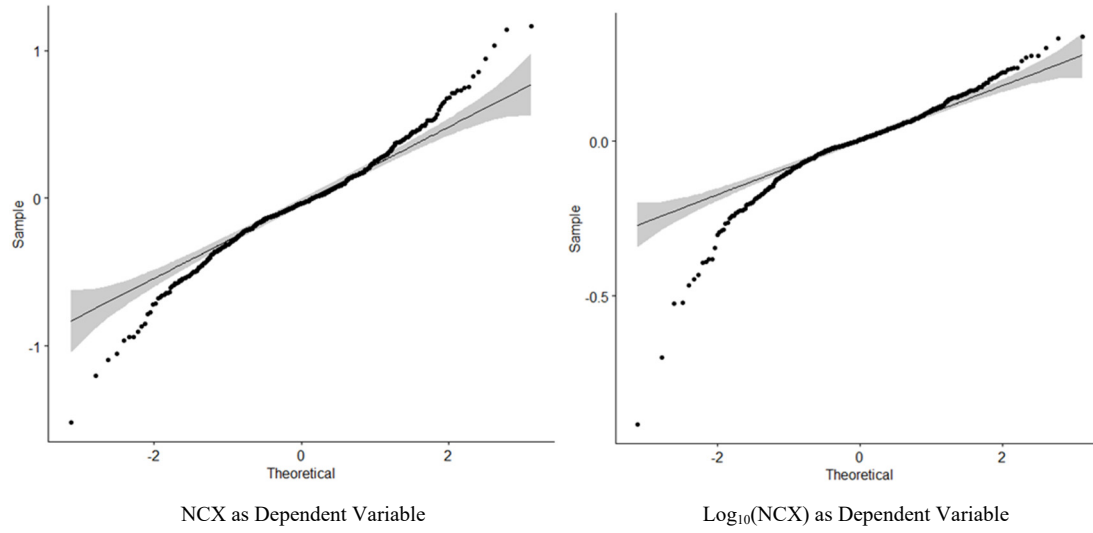 1
0
-1
Sample
-2
0
2
Theoretical
NCX as Dependent Variable
0.0
-0.5
Sample
-2
0
2
Theoretical
Log₁₀(NCX) as Dependent Variable